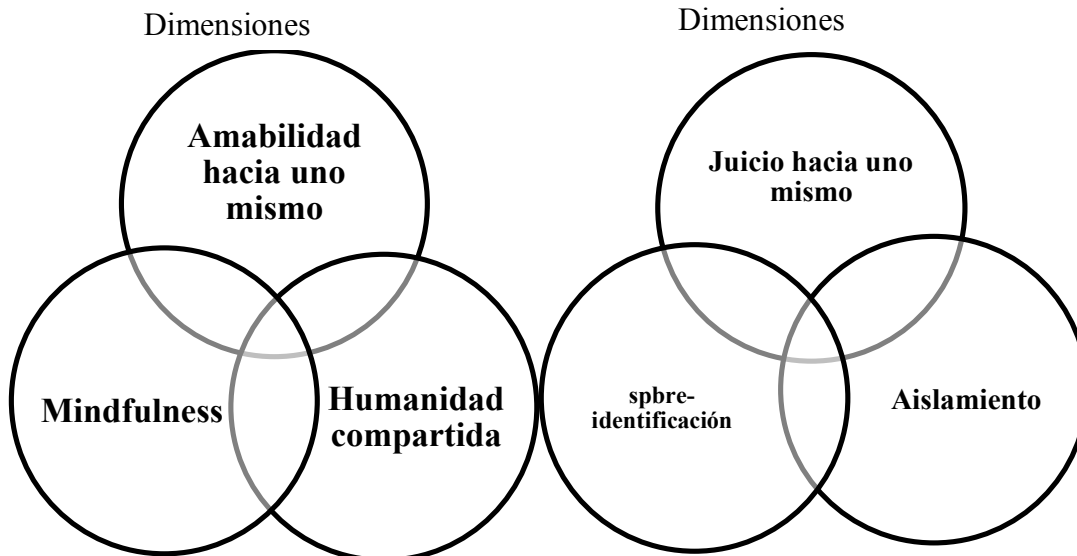 Dimensiones
Amabilidad
hacia uno
mismo
Mindfulness
Humanidad
compartida
Dimensiones
Juicio hacia uno
mismo
spbre-
identificación
Aislamiento